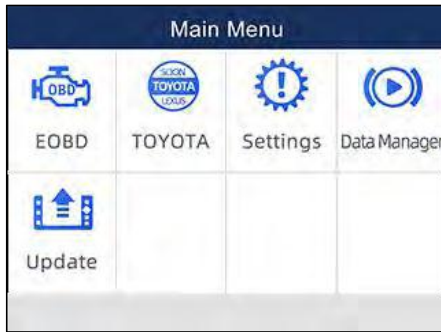 Main Menu
OBD
SCION
TOYOTA
LEXUS
EOBD
TOYOTA
Settings
Data Manager
Update